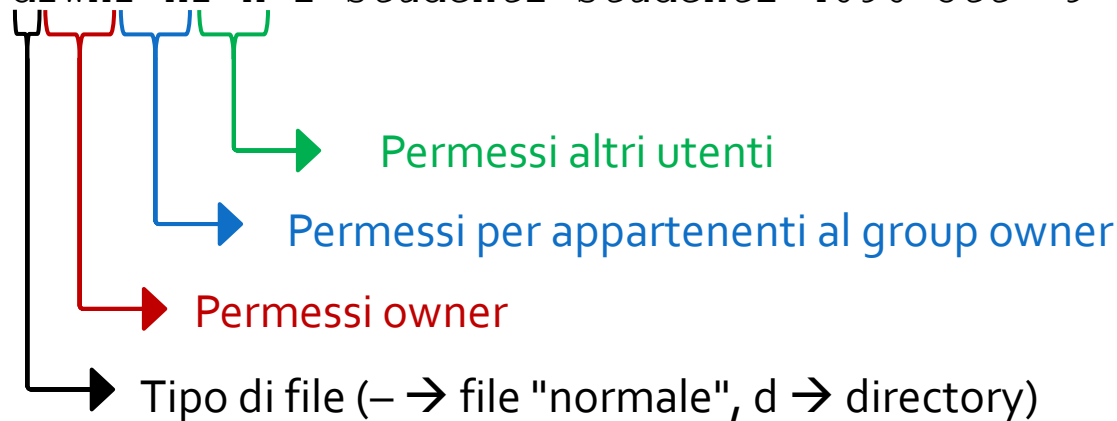 Permessi altri utenti
Permessi per appartenenti al group owner
Permessi owner
Tipo di file (– → file "normale", d → directory)